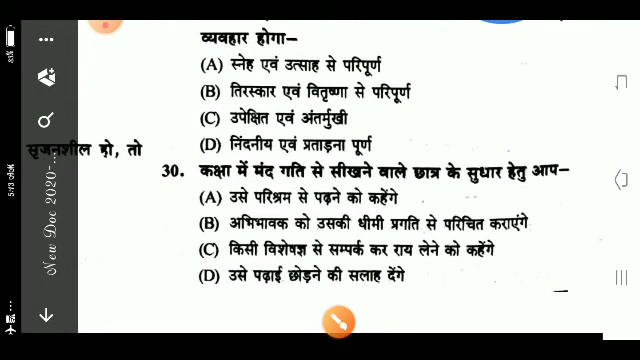 व्यवहार होगा–
(A) स्नेह एवं उत्साह से परिपूर्ण
(B) तिरस्कार एवं वितृष्णा से परिपूर्ण
(C) उपेक्षित एवं अंतर्मुखी
(D) निंदनीय एवं प्रताड़ना पूर्ण
सृजनशील हो, तो
30. कक्षा में मंद गति से सीखने वाले छात्र के सुधार हेतु आप–
(A) उसे परिश्रम से पढ़ने को कहेंगे
(B) अभिभावक को उसकी धीमी प्रगति से परिचित कराएंगे
(C) किसी विशेषज्ञ से सम्पर्क कर राय लेने को कहेंगे
(D) उसे पढ़ाई छोड़ने की सलाह देंगे
New Doc 2020-...